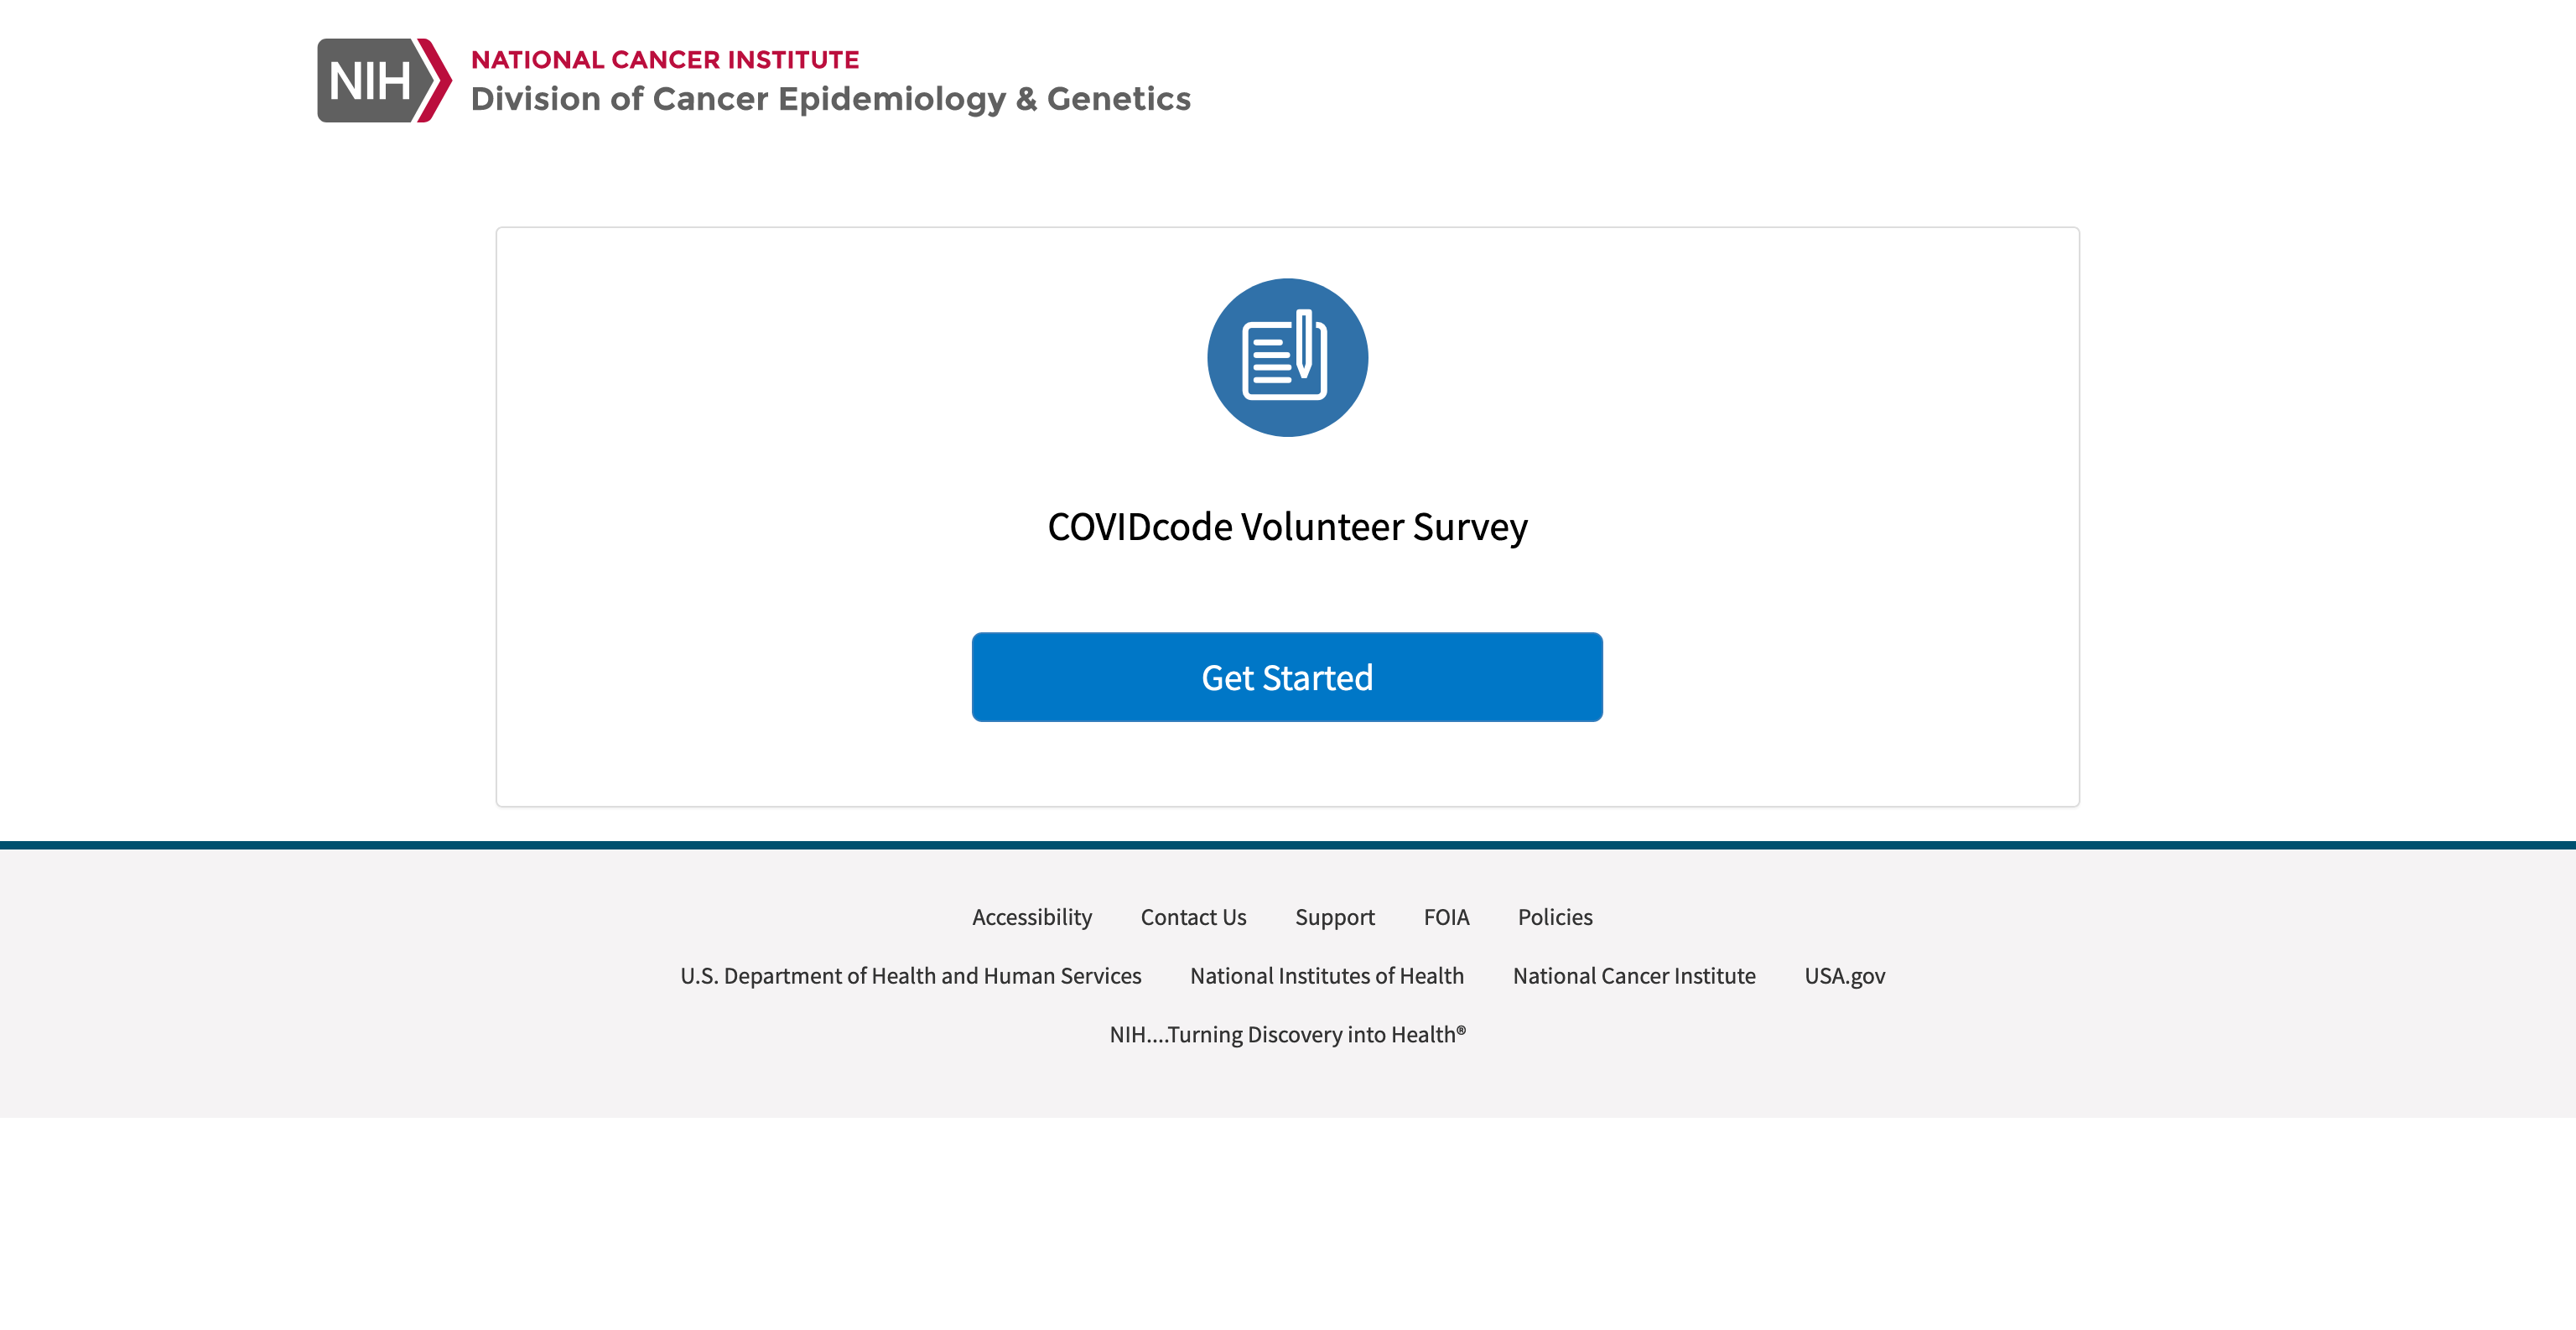 NIH
NATIONAL CANCER INSTITUTE
Division of Cancer Epidemiology & Genetics
COVIDcode Volunteer Survey
Get Started
Accessibility Contact Us Support FOIA Policies
U.S. Department of Health and Human Services National Institutes of Health National Cancer Institute USA.gov
NIH....Turning Discovery into Health®